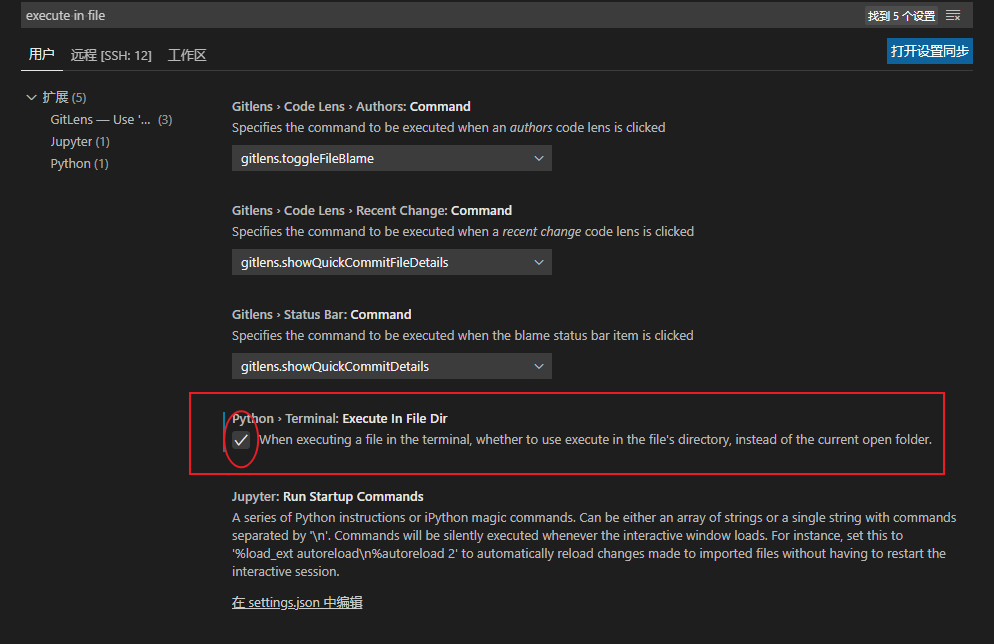 execute in file
找到 5 个设置
用户 远程 [SSH: 12] 工作区
打开设置同步
扩展 (5)
GitLens — Use '... (3)
Jupyter (1)
Python (1)
Gitlens › Code Lens › Authors: Command
Specifies the command to be executed when an authors code lens is clicked
gitlens.toggleFileBlame
Gitlens › Code Lens › Recent Change: Command
Specifies the command to be executed when a recent change code lens is clicked
gitlens.showQuickCommitFileDetails
Gitlens › Status Bar: Command
Specifies the command to be executed when the blame status bar item is clicked
gitlens.showQuickCommitDetails
Python › Terminal: Execute In File Dir
When executing a file in the terminal, whether to use execute in the file's directory, instead of the current open folder.
Jupyter: Run Startup Commands
A series of Python instructions or iPython magic commands. Can be either an array of strings or a single string with commands
separated by '\n'. Commands will be silently executed whenever the interactive window loads. For instance, set this to
'%load_ext autoreload\n%autoreload 2' to automatically reload changes made to imported files without having to restart the
interactive session.
在 settings.json 中编辑